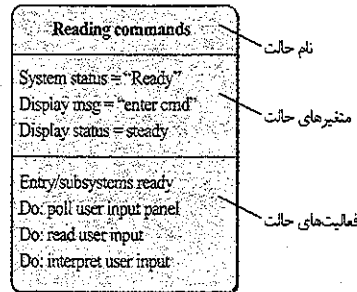 Reading commands
نام حالت
System status = "Ready"
Display msg = "enter cmd"
Display status = steady
متغیرهای حالت
Entry/subsystems ready
Do: poll user input panel
Do: read user input
Do: interpret user input
فعالیت‌های حالت